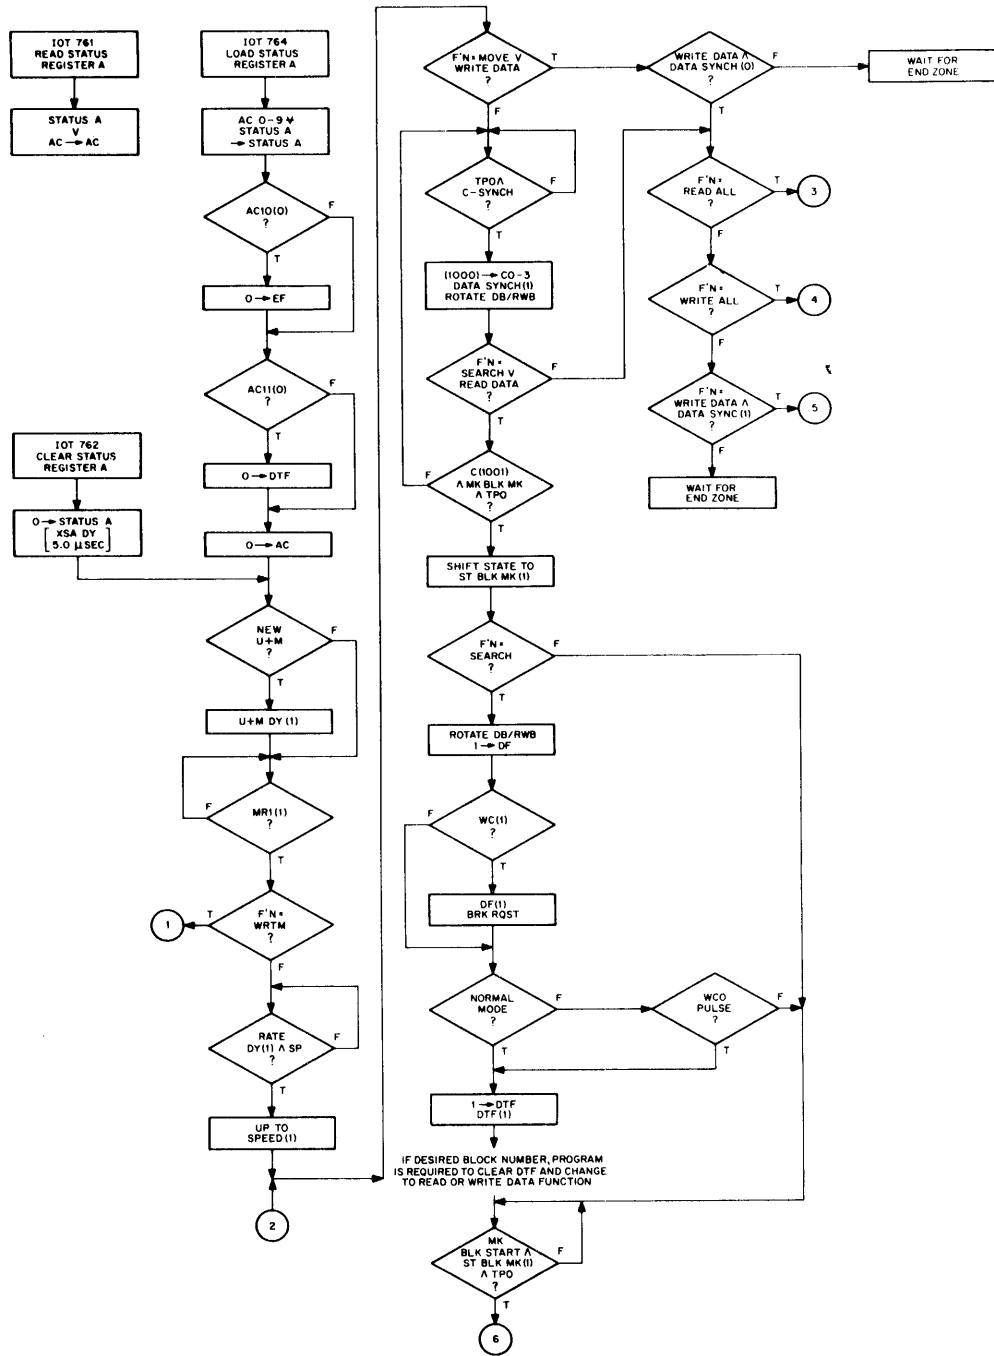 IOT 761
READ STATUS
REGISTER A
STATUS A
V
AC → AC
IOT 764
LOAD STATUS
REGISTER A
AC 0-9 ⊻
STATUS A
→ STATUS A
AC10(0)
?
F
T
0 → EF
AC11(0)
?
F
T
0 → DTF
0 → AC
IOT 762
CLEAR STATUS
REGISTER A
0 → STATUS A
[XSA DY
5.0 µSEC]
NEW
U+M
?
F
T
U+M DY (1)
MR1(1)
?
F
T
F'N =
WRTM
?
T
1
F
RATE
DY(1) ∧ SP
?
F
T
UP TO
SPEED(1)
2
F'N = MOVE V
WRITE DATA
?
T
F
TPO∧
C-SYNCH
?
F
T
(1000) → C0-3
DATA SYNCH(1)
ROTATE DB/RWB
F'N =
SEARCH V
READ DATA
?
F
T
C(1001)
∧ MK BLK MK
∧ TPO
?
F
T
SHIFT STATE TO
ST BLK MK(1)
F'N =
SEARCH
?
F
T
ROTATE DB/RWB
1 → DF
WC(1)
?
F
T
DF(1)
BRK RQST
NORMAL
MODE
?
F
T
WCO
PULSE
?
F
T
1 → DTF
DTF(1)
IF DESIRED BLOCK NUMBER, PROGRAM
IS REQUIRED TO CLEAR DTF AND CHANGE
TO READ OR WRITE DATA FUNCTION
MK
BLK START ∧
ST BLK MK(1)
∧ TPO
?
F
T
6
WRITE DATA ∧
DATA SYNCH (0)
?
F
T
WAIT FOR
END ZONE
F'N =
READ ALL
?
T
3
F
F'N =
WRITE ALL
?
T
4
F
F'N =
WRITE DATA ∧
DATA SYNC(1)
?
T
5
F
WAIT FOR
END ZONE